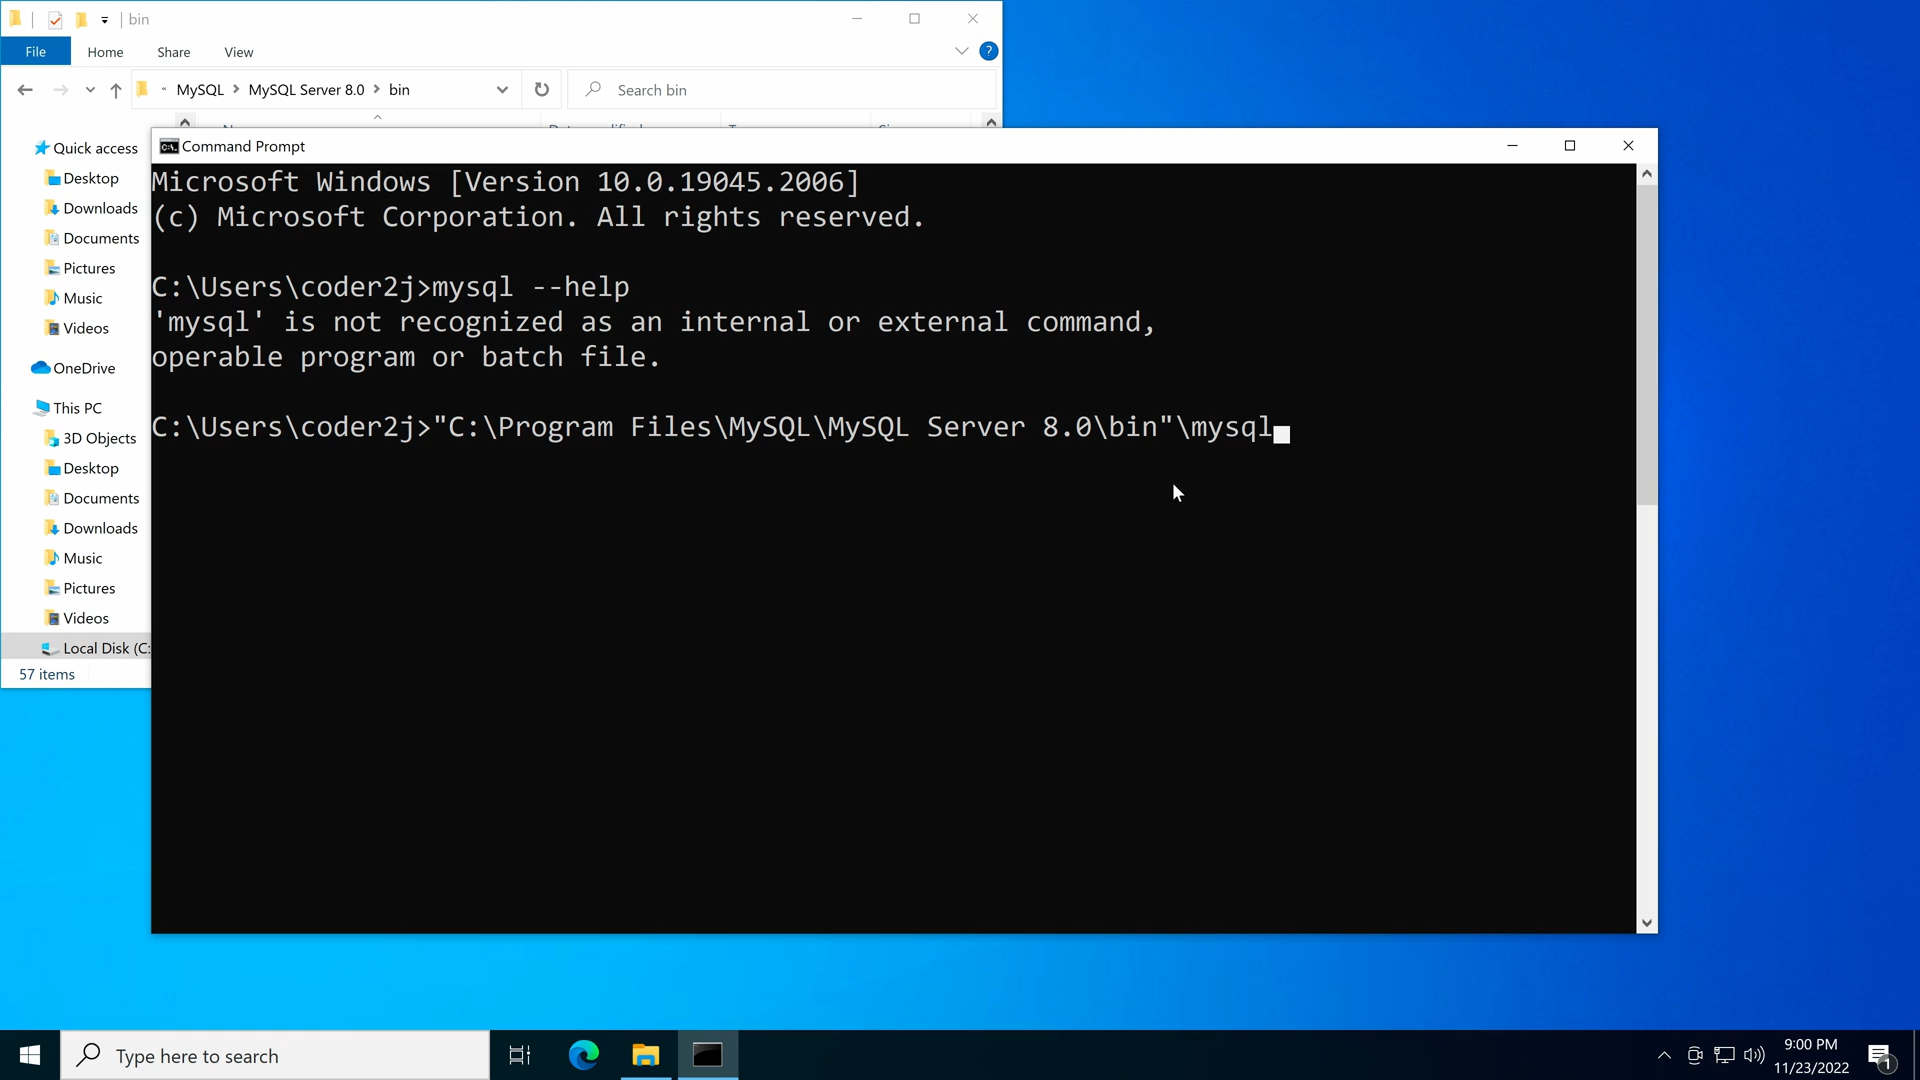 bin
File
Home
Share
View
?
MySQL
MySQL Server 8.0
bin
Search bin
Quick access
Desktop
Downloads
Documents
Pictures
Music
Videos
OneDrive
This PC
3D Objects
Desktop
Documents
Downloads
Music
Pictures
Videos
Local Disk (C:
57 items
Command Prompt
Microsoft Windows [Version 10.0.19045.2006]
(c) Microsoft Corporation. All rights reserved.
C:\Users\coder2j>mysql --help
'mysql' is not recognized as an internal or external command,
operable program or batch file.
C:\Users\coder2j>"C:\Program Files\MySQL\MySQL Server 8.0\bin"\mysql
Type here to search
9:00 PM
11/23/2022
1